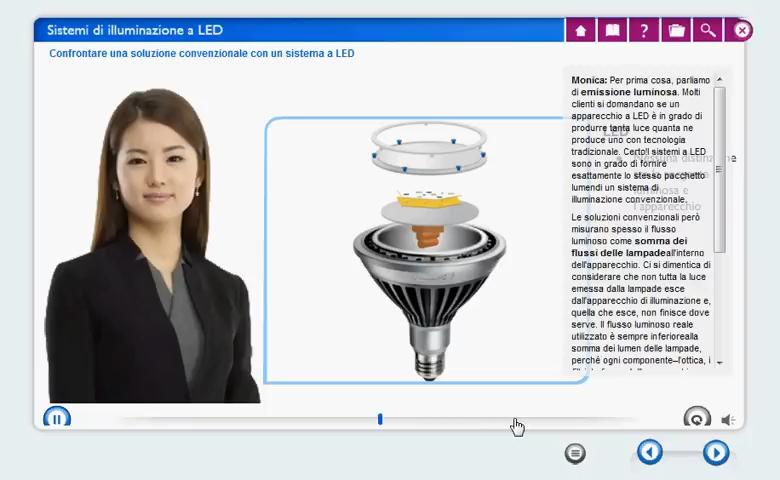 Sistemi di illuminazione a LED
?
Confrontare una soluzione convenzionale con un sistema a LED
Monica: Per prima cosa, parliamo
di emissione luminosa. Molti
clienti si domandano se un
apparecchio a LED è in grado di
produrre tanta luce quanta ne
produce uno con tecnologia
tradizionale. Certo!I sistemi a LED
sono in grado di fornire
esattamente lo stesso pacchetto
lumendi un sistema di
illuminazione convenzionale.
Le soluzioni convenzionali però
misurano spesso il flusso
luminoso come somma dei
flussi delle lampadeall'interno
dell'apparecchio. Ci si dimentica di
considerare che non tutta la luce
emessa dalla lampada esce
dall'apparecchio di illuminazione e,
quella che esce, non finisce dove
serve. Il flusso luminoso reale
utilizzato è sempre inferiorealla
somma dei lumen delle lampade,
perché ogni componente–l'ottica, i
LED
Nessuna distinzione
luminosa e
l'apparecchio